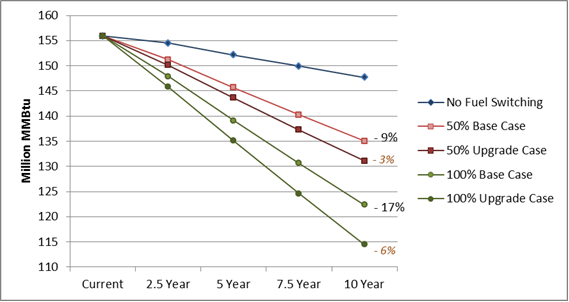 160
155
150
145
140
135
130
125
120
115
110
Million MMBtu
Current
2.5 Year
5 Year
7.5 Year
10 Year
- 9%
- 3%
- 17%
- 6%
No Fuel Switching
50% Base Case
50% Upgrade Case
100% Base Case
100% Upgrade Case